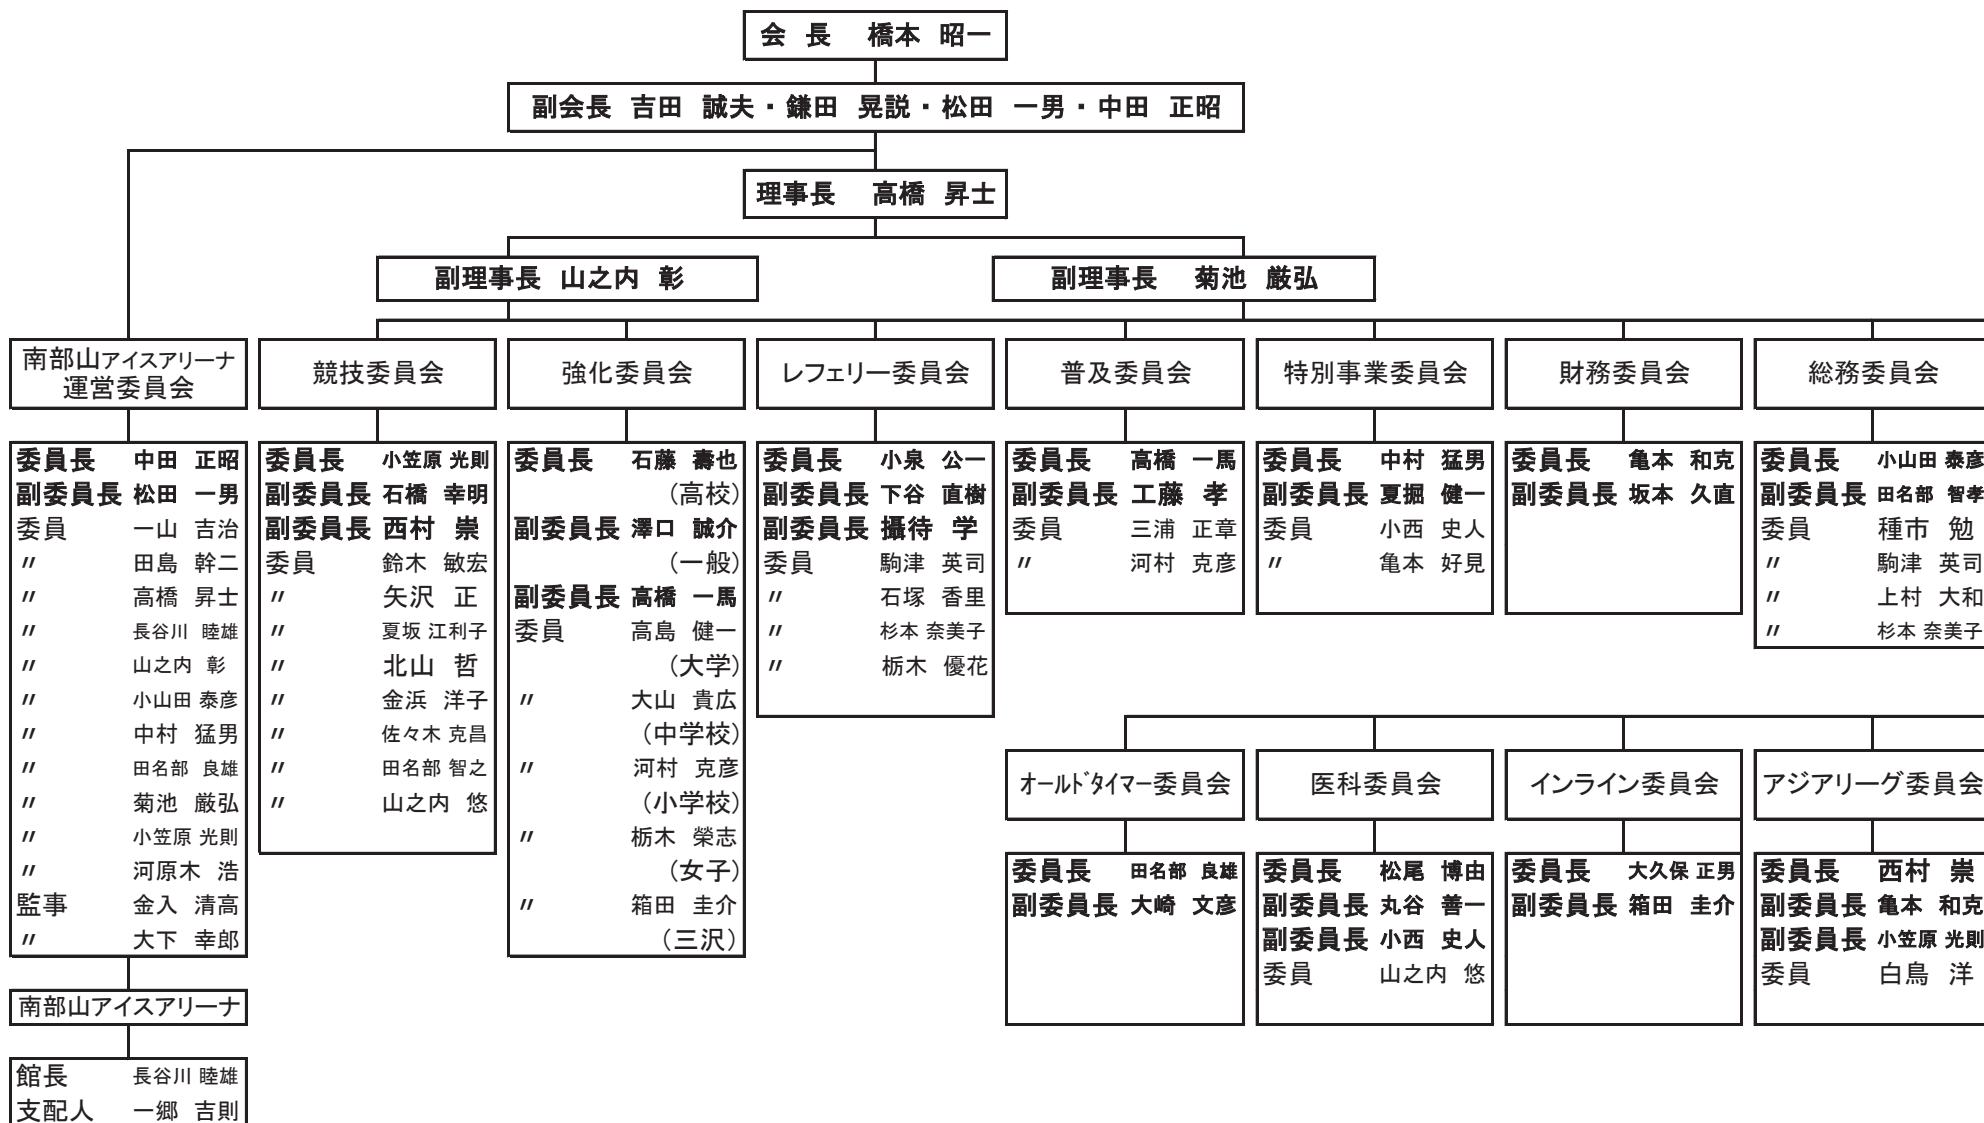 会 長 橋本 昭一
副会長 吉田 誠夫・鎌田 晃説・松田 一男・中田 正昭
理事長 高橋 昇士
副理事長 山之内 彰
副理事長 菊池 厳弘
南部山アイスアリーナ
運営委員会
委員長 中田 正昭
副委員長 松田 一男
委員 一山 吉治
〃 田島 幹二
〃 高橋 昇士
〃 長谷川 睦雄
〃 山之内 彰
〃 小山田 泰彦
〃 中村 猛男
〃 田名部 良雄
〃 菊池 厳弘
〃 小笠原 光則
〃 河原木 浩
監事 金入 清高
〃 大下 幸郎
南部山アイスアリーナ
館長 長谷川 睦雄
支配人 一郷 吉則
競技委員会
委員長 小笠原 光則
副委員長 石橋 幸明
副委員長 西村 崇
委員 鈴木 敏宏
〃 矢沢 正
〃 夏坂 江利子
〃 北山 哲
〃 金浜 洋子
〃 佐々木 克昌
〃 田名部 智之
〃 山之内 悠
強化委員会
委員長 石藤 壽也
（高校）
副委員長 澤口 誠介
（一般）
副委員長 高橋 一馬
委員 高島 健一
（大学）
〃 大山 貴広
（中学校）
〃 河村 克彦
（小学校）
〃 栃木 榮志
（女子）
〃 箱田 圭介
（三沢）
レフェリー委員会
委員長 小泉 公一
副委員長 下谷 直樹
副委員長 攝待 学
委員 駒津 英司
〃 石塚 香里
〃 杉本 奈美子
〃 栃木 優花
普及委員会
委員長 高橋 一馬
副委員長 工藤 孝
委員 三浦 正章
〃 河村 克彦
特別事業委員会
委員長 中村 猛男
副委員長 夏掘 健一
委員 小西 史人
〃 亀本 好見
財務委員会
委員長 亀本 和克
副委員長 坂本 久直
総務委員会
委員長 小山田 泰彦
副委員長 田名部 智孝
委員 種市 勉
〃 駒津 英司
〃 上村 大和
〃 杉本 奈美子
オールドタイマー委員会
委員長 田名部 良雄
副委員長 大崎 文彦
医科委員会
委員長 松尾 博由
副委員長 丸谷 善一
副委員長 小西 史人
委員 山之内 悠
インライン委員会
委員長 大久保 正男
副委員長 箱田 圭介
アジアリーグ委員会
委員長 西村 崇
副委員長 亀本 和克
副委員長 小笠原 光則
委員 白鳥 洋